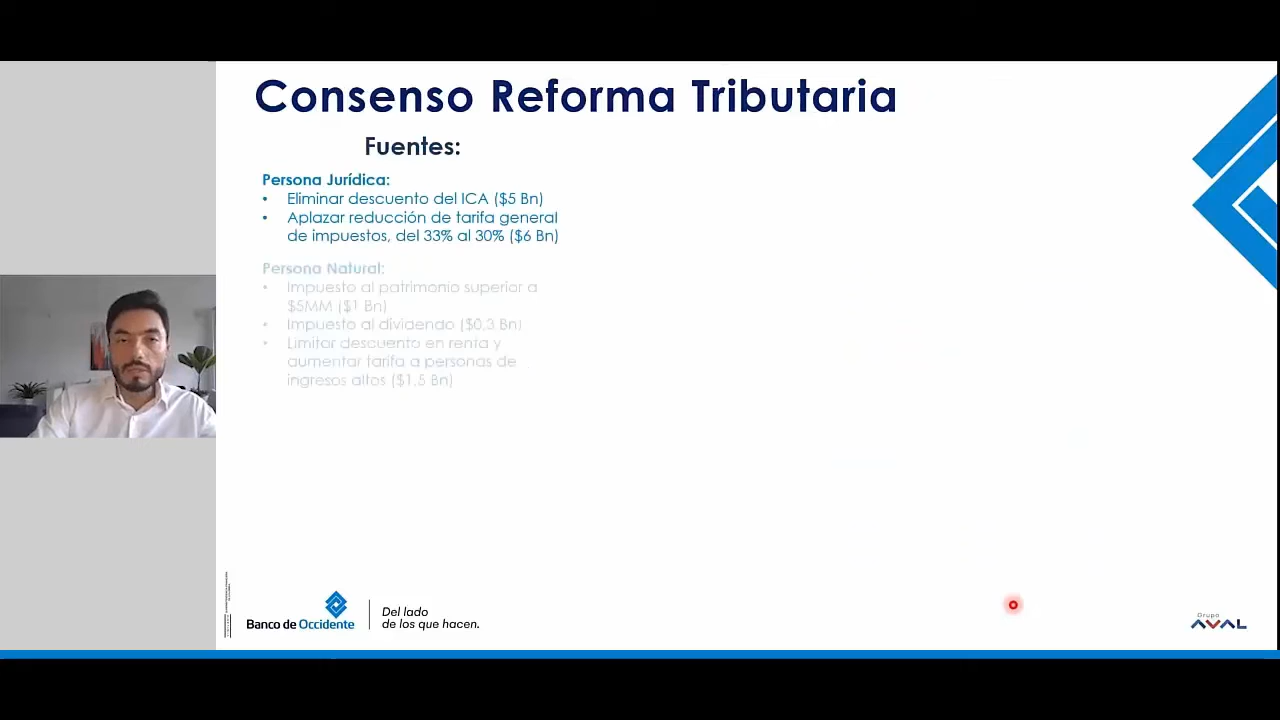 Consenso Reforma Tributaria
Fuentes:
Persona Jurídica:
• Eliminar descuento del ICA ($5 Bn)
• Aplazar reducción de tarifa general
de impuestos, del 33% al 30% ($6 Bn)
Persona Natural:
• Impuesto al patrimonio superior a
$5MM ($1 Bn)
• Impuesto al dividendo ($0,3 Bn)
• Limitar descuento en renta y
aumentar tarifa a personas de
ingresos altos ($1,5 Bn)
Banco de Occidente
Del lado
de los que hacen.
Grupo
AVAL